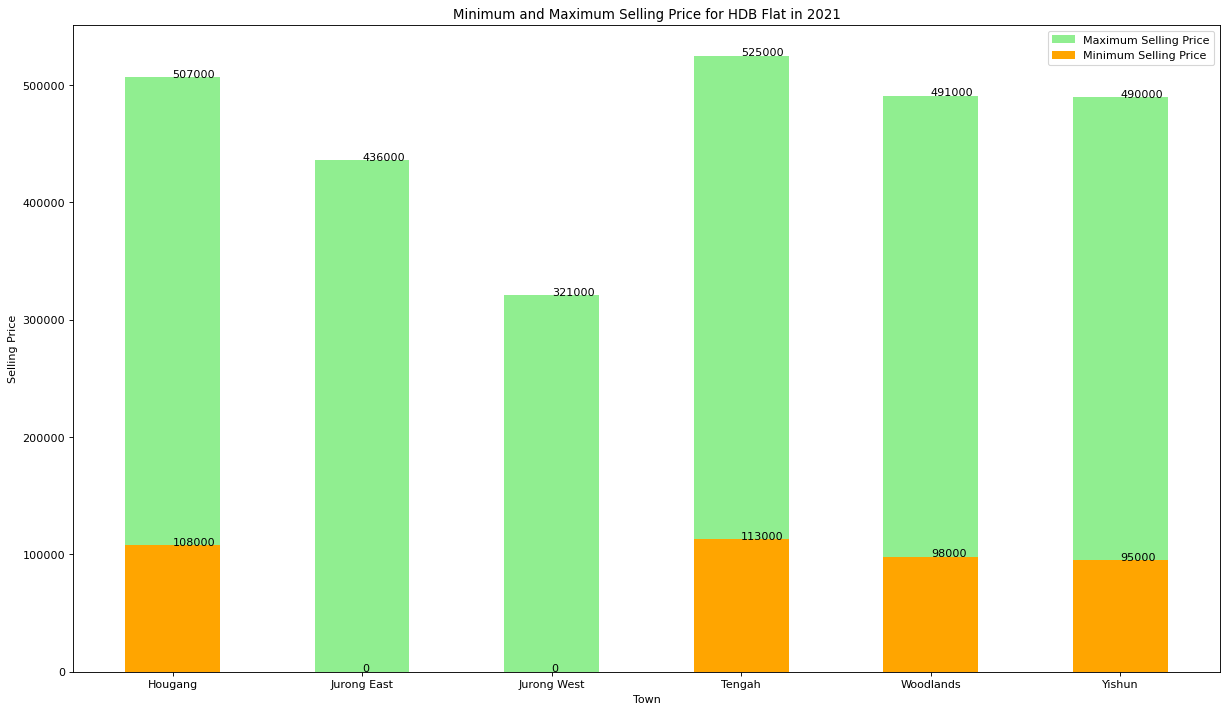 Minimum and Maximum Selling Price for HDB Flat in 2021
Maximum Selling Price
Minimum Selling Price
Selling Price
500000
400000
300000
200000
100000
0
507000
436000
321000
525000
491000
490000
108000
0
0
113000
98000
95000
Hougang
Jurong East
Jurong West
Tengah
Woodlands
Yishun
Town